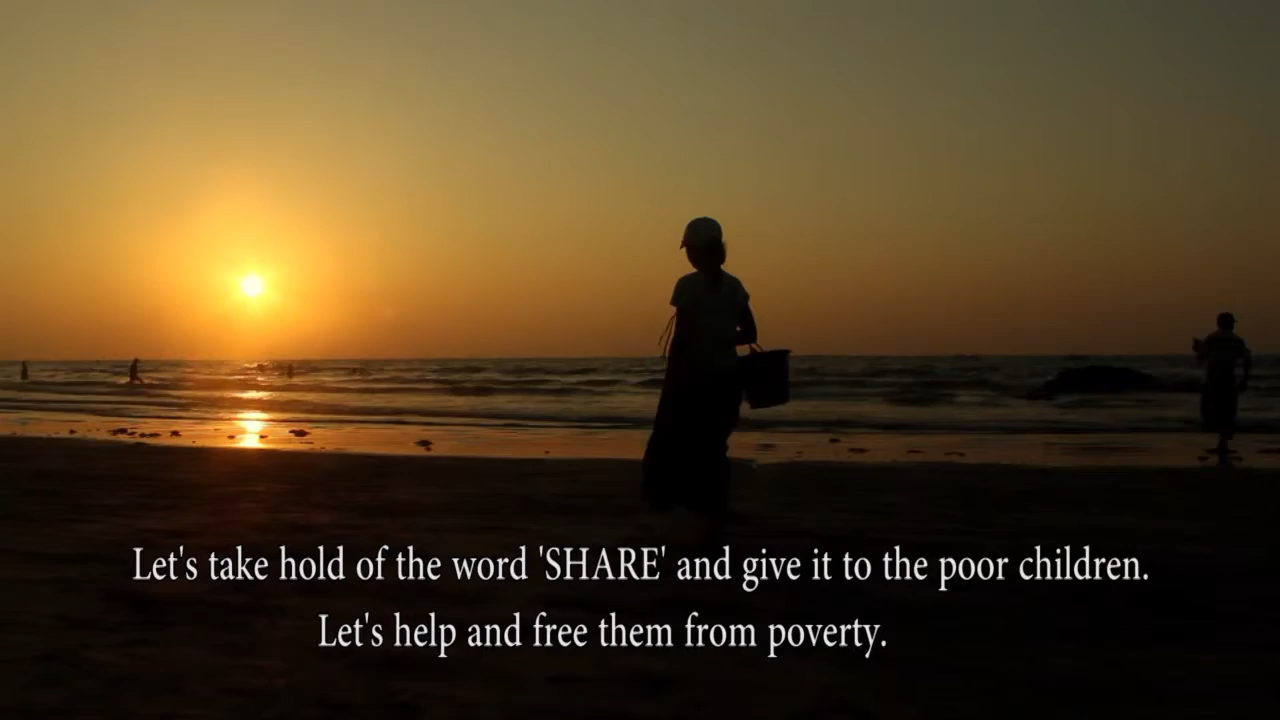 Let's take hold of the word 'SHARE' and give it to the poor children.
Let's help and free them from poverty.